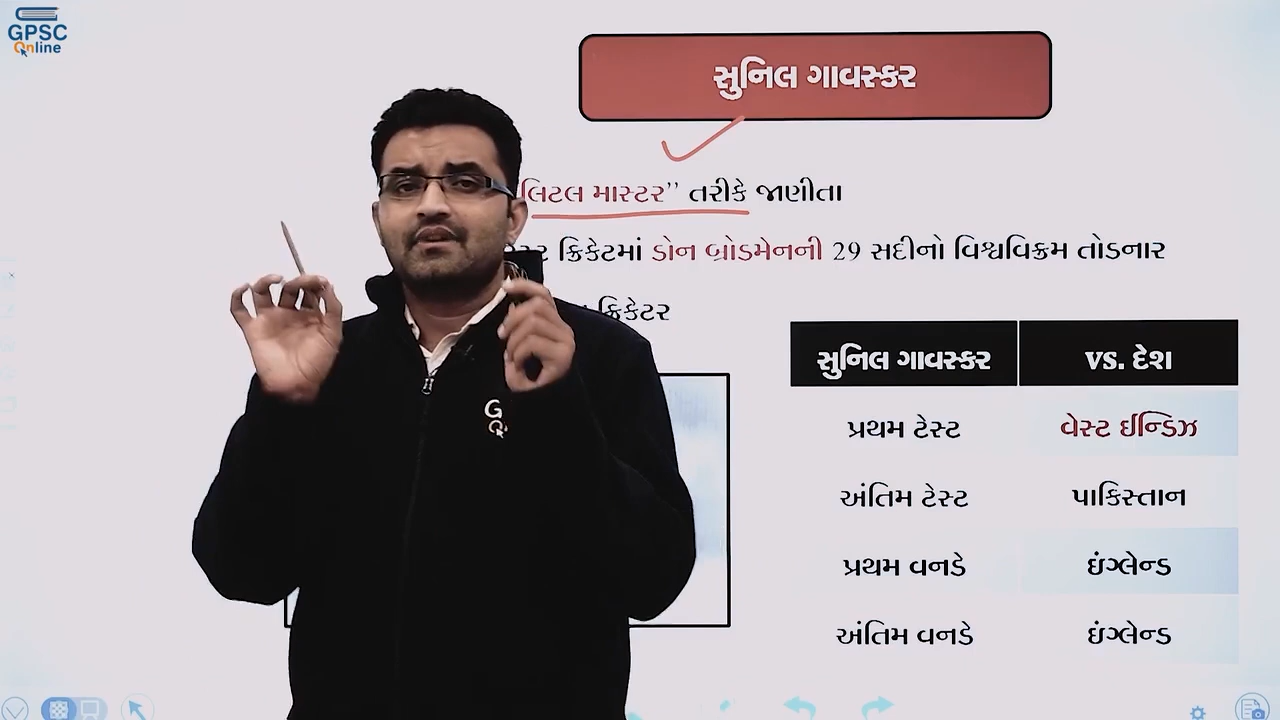 GPSC
Online
સુનિલ ગાવસ્કર
“લિટલ માસ્ટર” તરીકે જાણીતા
ક્રિકેટમાં ડોન બ્રોડમેનની 29 સદીનો વિશ્વવિક્રમ તોડનાર
ક્રિકેટર
સુનિલ ગાવસ્કર vs. દેશ
પ્રથમ ટેસ્ટ વેસ્ટ ઈન્ડિઝ
અંતિમ ટેસ્ટ પાકિસ્તાન
પ્રથમ વનડે ઇંગ્લેન્ડ
અંતિમ વનડે ઇંગ્લેન્ડ